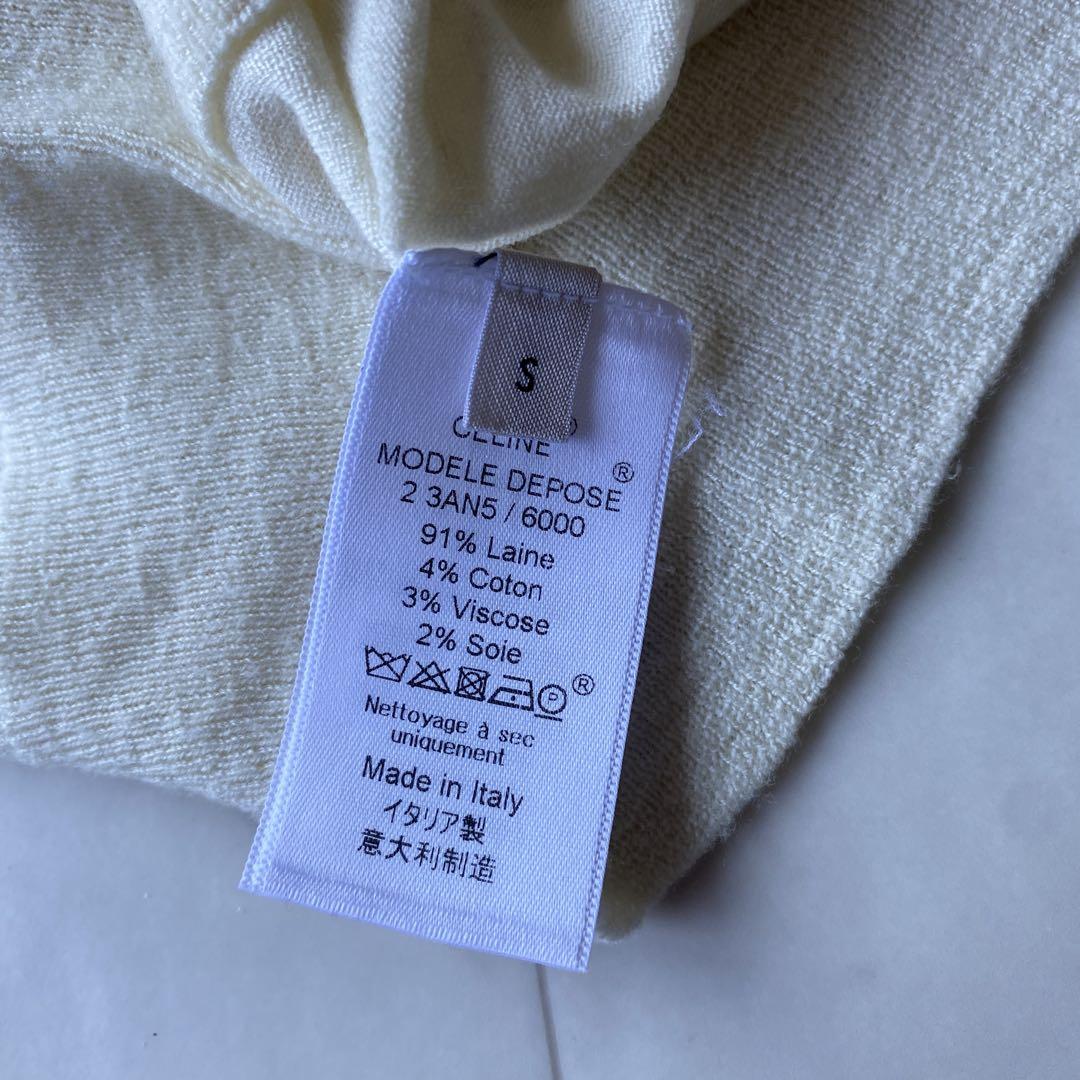 S
CELINE ®
MODELE DEPOSE ®
2 3AN5 / 6000
91% Laine
4% Coton
3% Viscose
2% Soie
P ®
Nettoyage à sec
uniquement
Made in Italy
イタリア製
意大利制造